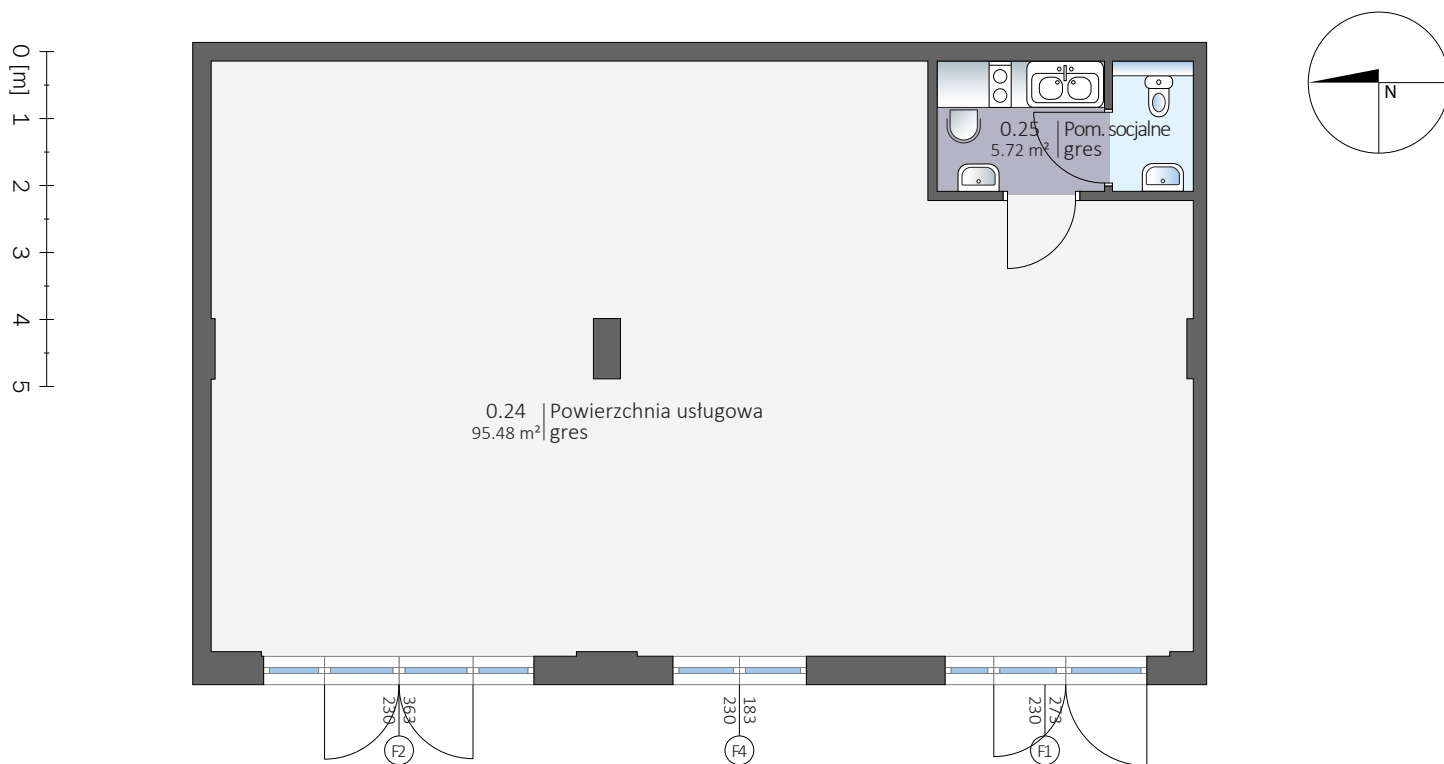 0 [m]
1
2
3
4
5
N
0.25 Pom. socjalne
5.72 m² gres
0.24 Powierzchnia usługowa
95.48 m² gres
363
230
F2
183
230
F4
273
230
F1